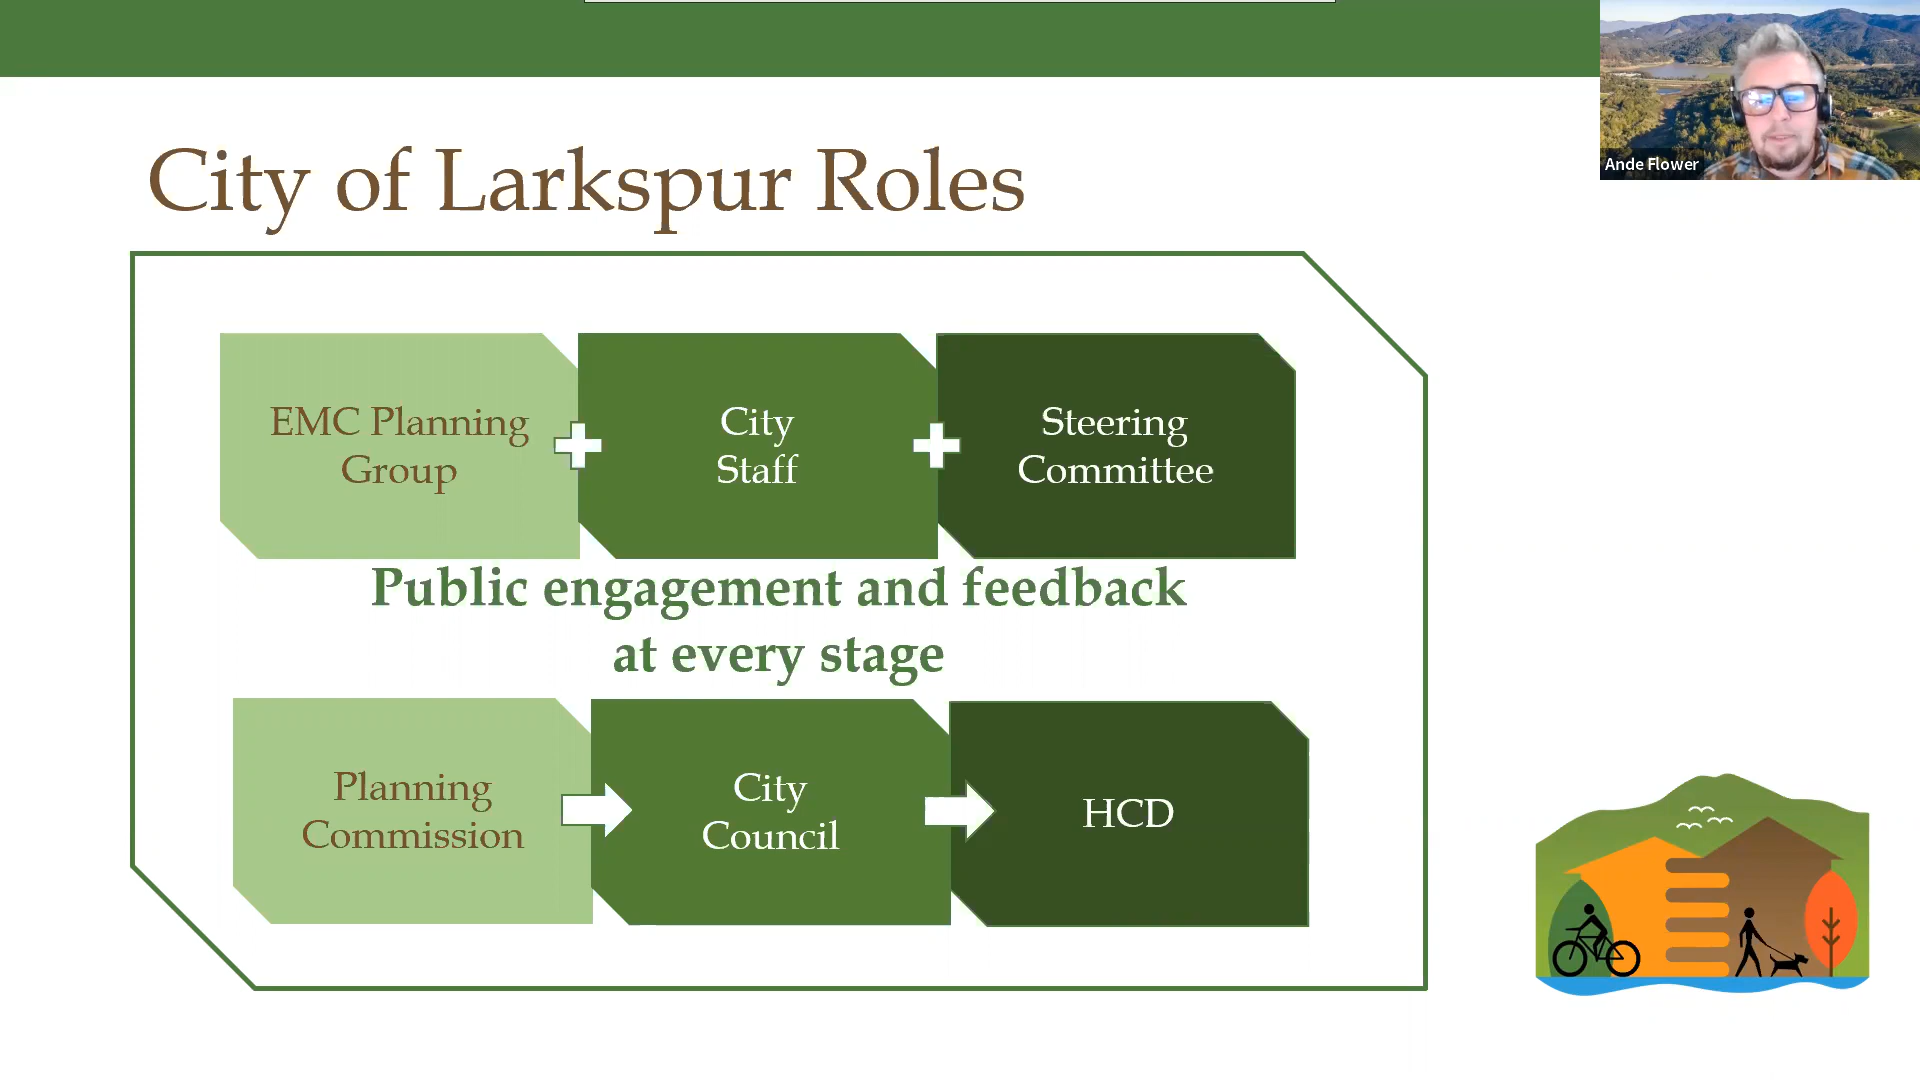 Ande Flower
City of Larkspur Roles
EMC Planning
Group
City
Staff
Steering
Committee
Public engagement and feedback
at every stage
Planning
Commission
City
Council
HCD